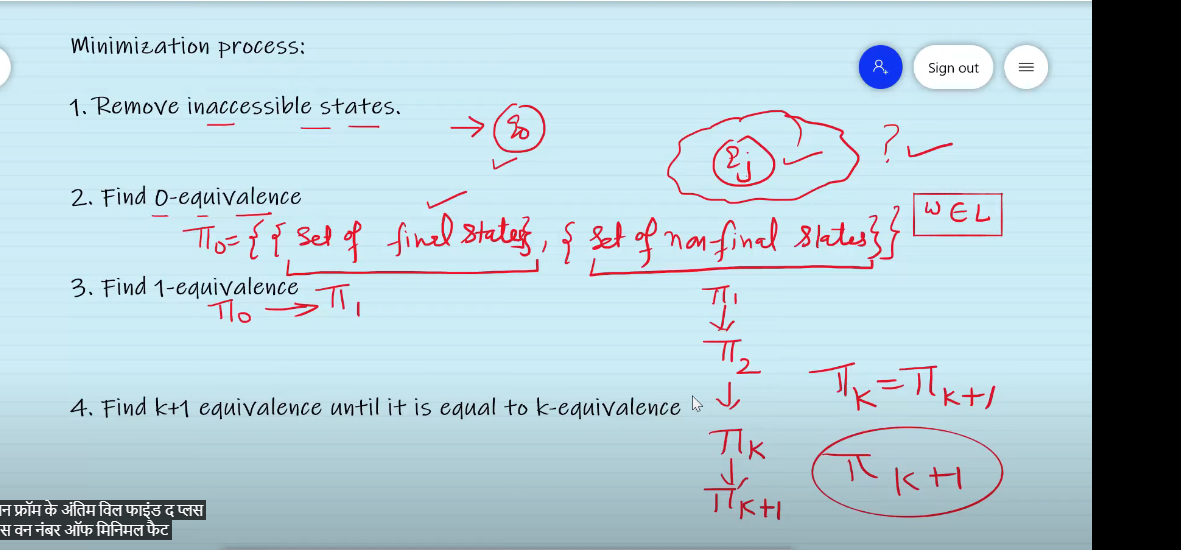 Minimization process:
Sign out
1. Remove inaccessible states.
→ q0
qj
? ✓
2. Find 0-equivalence
π0 = { { set of final states } , { set of non-final states } }
W ∈ L
3. Find 1-equivalence
π0 → π1
π1
↓
π2
↓
πK = πK+1
4. Find k+1 equivalence until it is equal to k-equivalence
πK
↓
πK+1
π K+1
न फ्रॉम के अंतिम विल फाइंड द प्लस
स वन नंबर ऑफ मिनिमल फैट